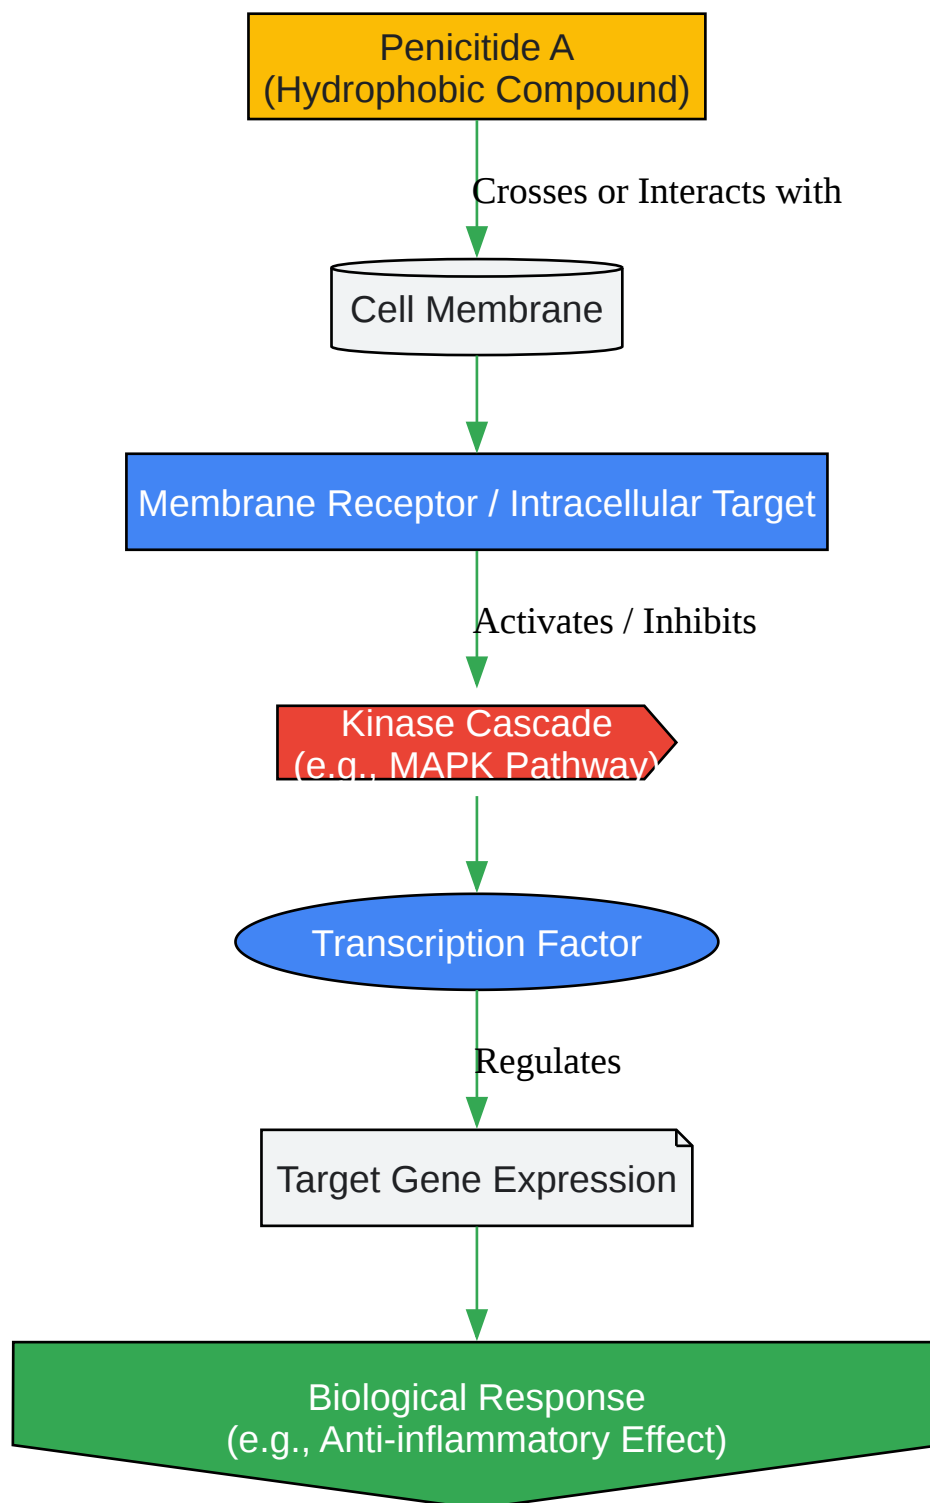 Penicitide A
(Hydrophobic Compound)
Crosses or Interacts with
Cell Membrane
Membrane Receptor / Intracellular Target
Activates / Inhibits
Kinase Cascade
(e.g., MAPK Pathway)
Transcription Factor
Regulates
Target Gene Expression
Biological Response
(e.g., Anti-inflammatory Effect)